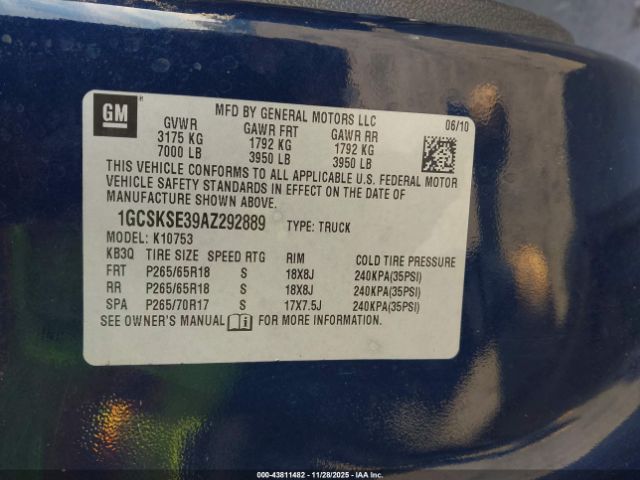 GM
MFD BY GENERAL MOTORS LLC
GVWR GAWR FRT GAWR RR 06/10
3175 KG 1792 KG 1792 KG
7000 LB 3950 LB 3950 LB
THIS VEHICLE CONFORMS TO ALL APPLICABLE U.S. FEDERAL MOTOR
VEHICLE SAFETY STANDARDS IN EFFECT ON THE DATE OF
MANUFACTURE SHOWN ABOVE.
1GCSKSE39AZ292889 TYPE: TRUCK
MODEL: K10753
KB3Q TIRE SIZE SPEED RTG RIM COLD TIRE PRESSURE
FRT P265/65R18 S 18X8J 240KPA(35PSI)
RR P265/65R18 S 18X8J 240KPA(35PSI)
SPA P265/70R17 S 17X7.5J 240KPA(35PSI)
SEE OWNER'S MANUAL i FOR MORE INFORMATION.
000-43811482 | 11/28/2025 - © IAA Holdings, LLC